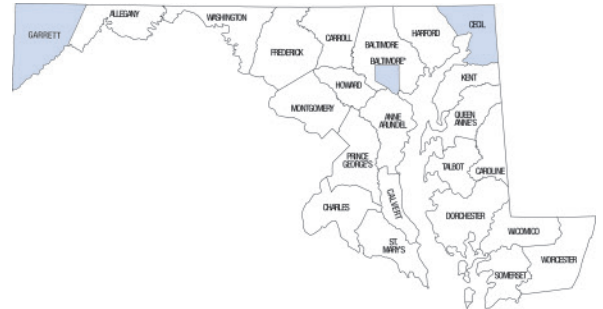 GARRETT
ALLEGANY
WASHINGTON
FREDERICK
CARROLL
BALTIMORE
BALTIMORE*
HARFORD
CECIL
KENT
HOWARD
MONTGOMERY
ANNE
ARUNDEL
QUEEN
ANNE'S
PRINCE
GEORGE'S
TALBOT
CAROLINE
CALVERT
CHARLES
ST.
MARY'S
DORCHESTER
WICOMICO
SOMERSET
WORCESTER